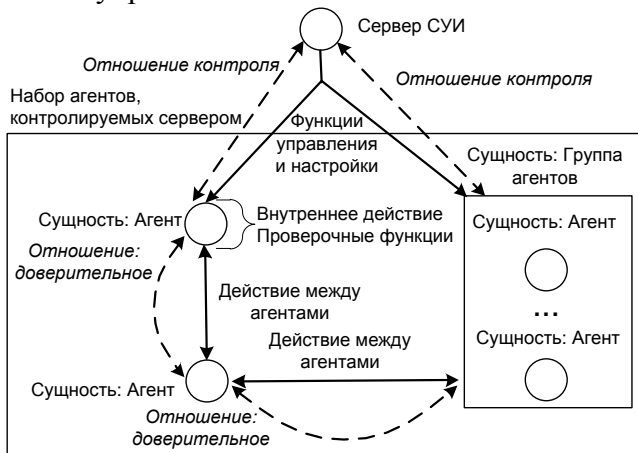 Сервер СУИ
Отношение контроля
Отношение контроля
Набор агентов,
контролируемых сервером
Функции
управления
и настройки
Сущность: Группа
агентов
Сущность: Агент
Внутреннее действие
Проверочные функции
Сущность: Агент
Отношение:
доверительное
Действие между
агентами
...
Действие между
агентами
Сущность: Агент
Сущность: Агент
Отношение:
доверительное